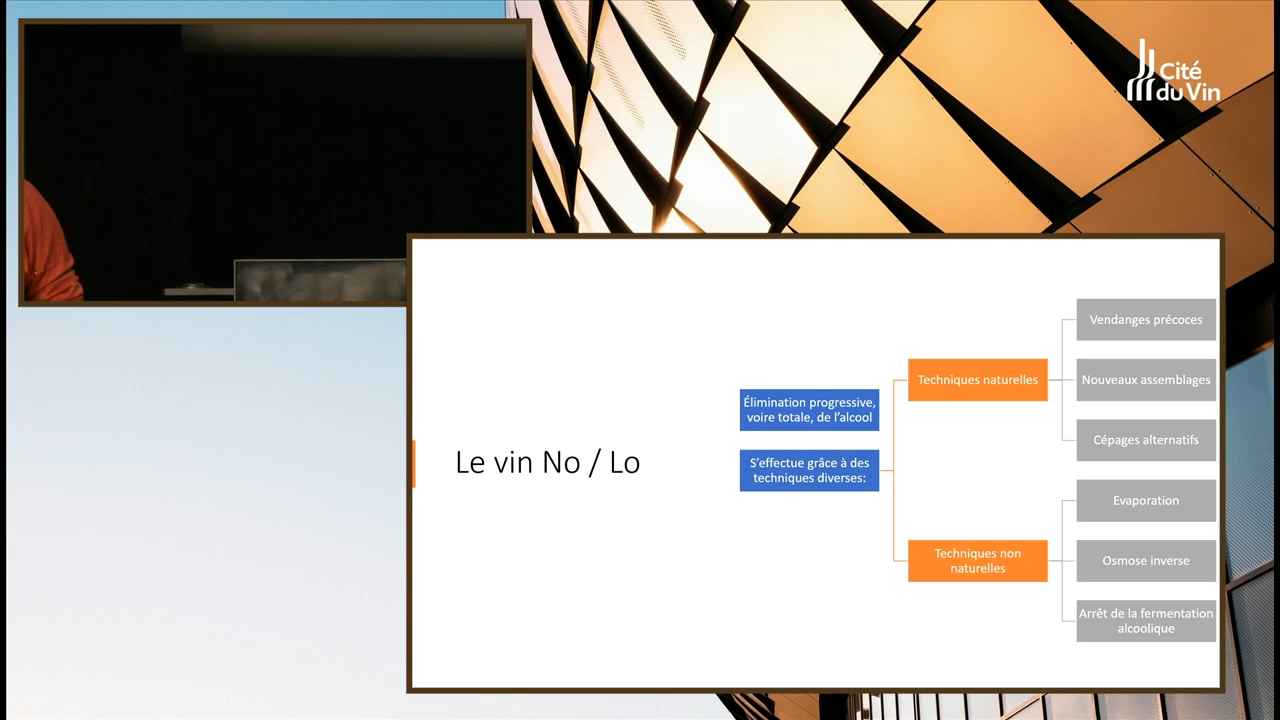 Cité
du Vin
Le vin No / Lo
Élimination progressive,
voire totale, de l'alcool
S'effectue grâce à des
techniques diverses:
Techniques naturelles
Vendanges précoces
Nouveaux assemblages
Cépages alternatifs
Techniques non
naturelles
Evaporation
Osmose inverse
Arrêt de la fermentation
alcoolique